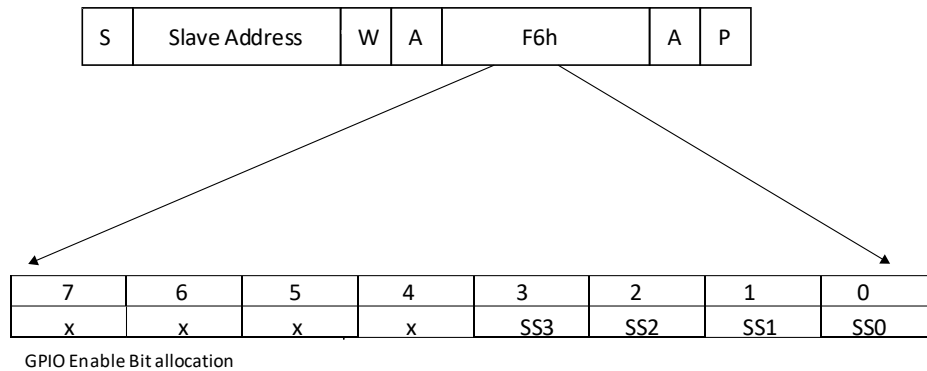 S Slave Address W A F6h A P
7 6 5 4 3 2 1 0
x x x x SS3 SS2 SS1 SS0
GPIO Enable Bit allocation